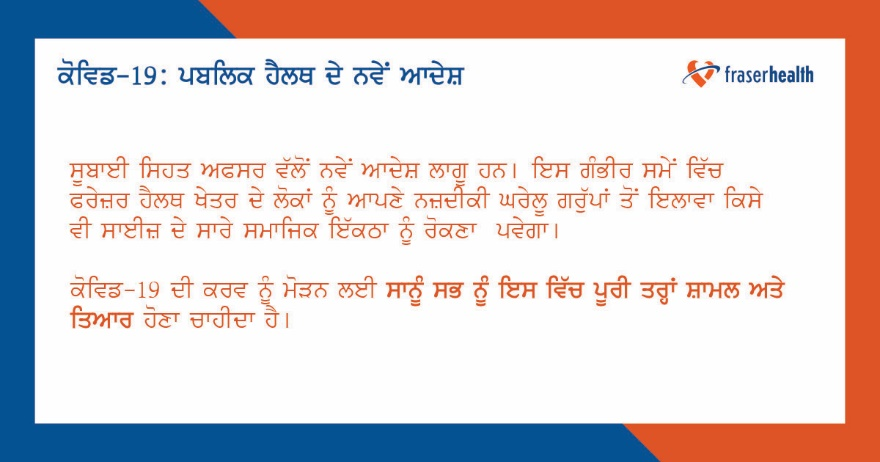 ਕੋਵਿਡ-19: ਪਬਲਿਕ ਹੈਲਥ ਦੇ ਨਵੇਂ ਆਦੇਸ਼
fraserhealth
ਸੂਬਾਈ ਸਿਹਤ ਅਫਸਰ ਵੱਲੋਂ ਨਵੇਂ ਆਦੇਸ਼ ਲਾਗੂ ਹਨ। ਇਸ ਗੰਭੀਰ ਸਮੇਂ ਵਿੱਚ
ਫਰੇਜ਼ਰ ਹੈਲਥ ਖੇਤਰ ਦੇ ਲੋਕਾਂ ਨੂੰ ਆਪਣੇ ਨਜ਼ਦੀਕੀ ਘਰੇਲੂ ਗਰੁੱਪਾਂ ਤੋਂ ਇਲਾਵਾ ਕਿਸੇ
ਵੀ ਸਾਈਜ਼ ਦੇ ਸਾਰੇ ਸਮਾਜਿਕ ਇੱਕਠਾ ਨੂੰ ਰੋਕਣਾ ਪਵੇਗਾ।
ਕੋਵਿਡ-19 ਦੀ ਕਰਵ ਨੂੰ ਮੋੜਨ ਲਈ ਸਾਨੂੰ ਸਭ ਨੂੰ ਇਸ ਵਿੱਚ ਪੂਰੀ ਤਰ੍ਹਾਂ ਸ਼ਾਮਲ ਅਤੇ
ਤਿਆਰ ਹੋਣਾ ਚਾਹੀਦਾ ਹੈ।